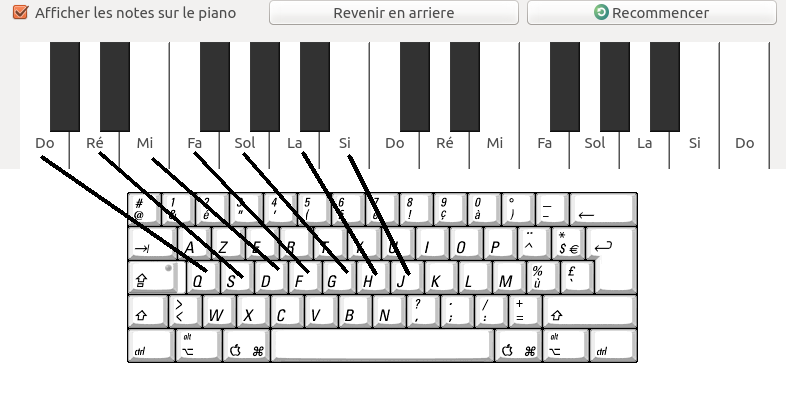 Afficher les notes sur le piano Revenir en arriere Recommencer
Do Ré Mi Fa Sol La Si Do Ré Mi Fa Sol La Si Do
# 1 2 3 4 5 6 7 8 9 0 ° _
@ & é " ' ( § è ! ç à ) - ←
⇥ A Z E R T Y U I O P ¨ ^ * $ € ↩
Q S D F G H J K L M % ù £ `
⇧ > < W X C V B N ? , . ; / : + = ⇧
ctrl alt ⌥ ⌘ ⌘ alt ⌥ ctrl